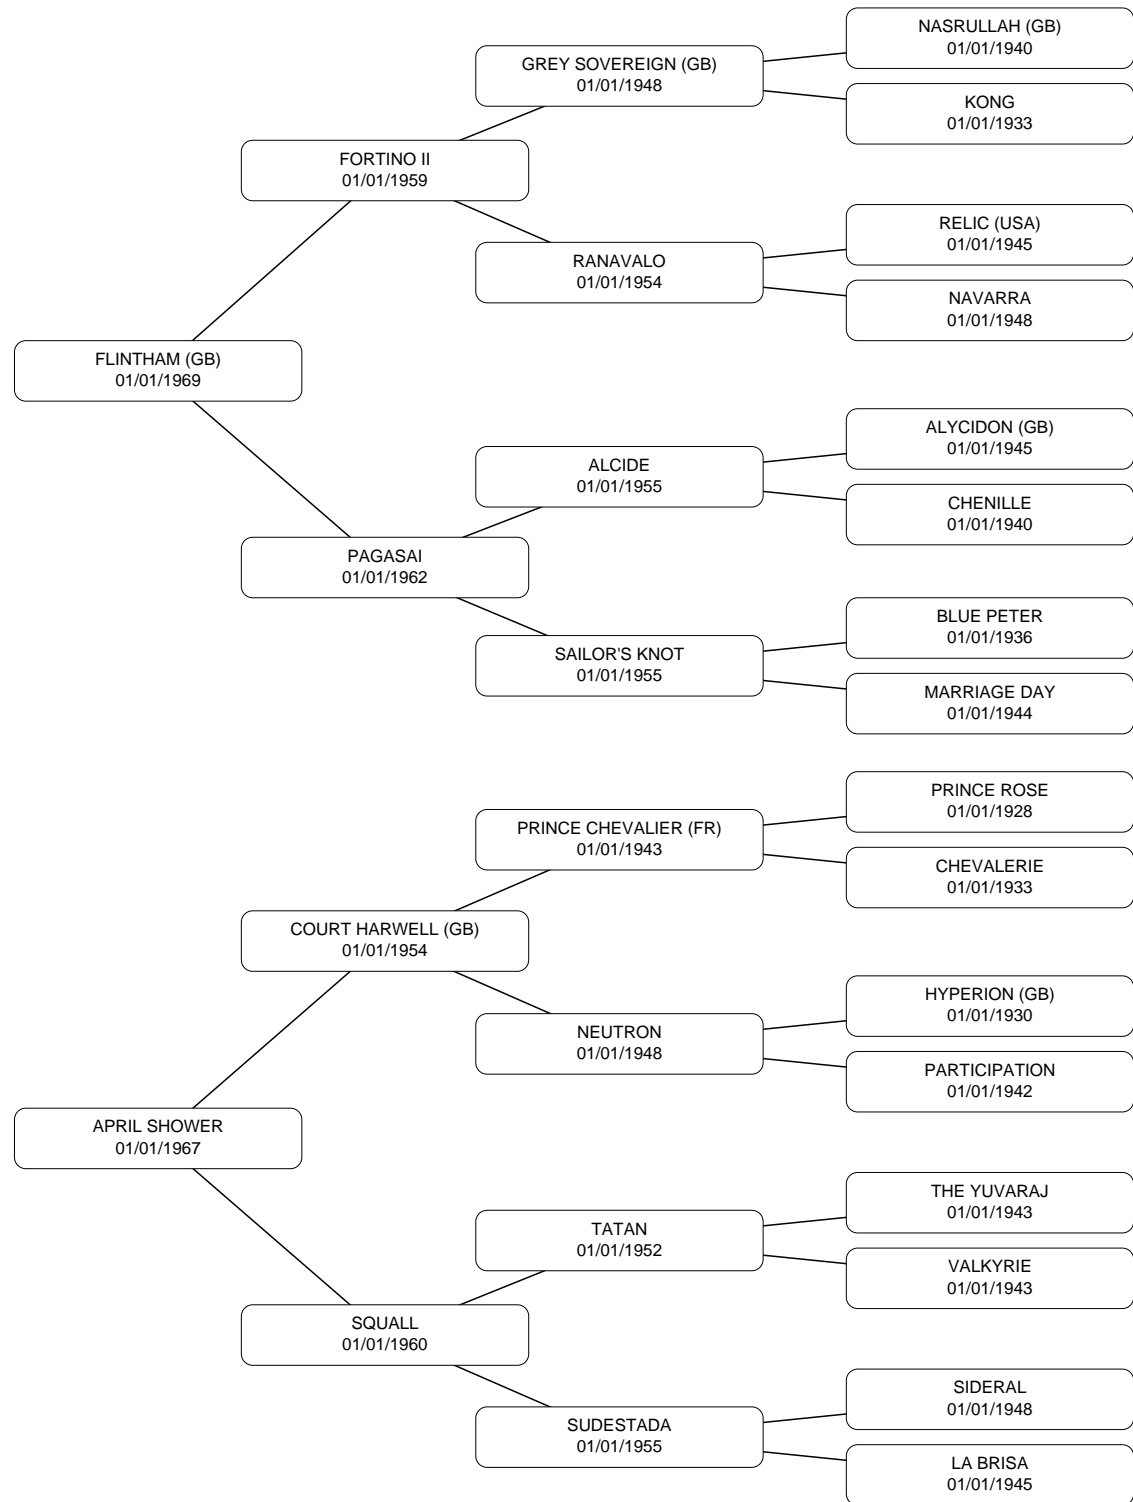 NASRULLAH (GB)
01/01/1940
GREY SOVEREIGN (GB)
01/01/1948
KONG
01/01/1933
FORTINO II
01/01/1959
RELIC (USA)
01/01/1945
RANAVALO
01/01/1954
NAVARRA
01/01/1948
FLINTHAM (GB)
01/01/1969
ALYCIDON (GB)
01/01/1945
ALCIDE
01/01/1955
CHENILLE
01/01/1940
PAGASAI
01/01/1962
BLUE PETER
01/01/1936
SAILOR'S KNOT
01/01/1955
MARRIAGE DAY
01/01/1944
PRINCE ROSE
01/01/1928
PRINCE CHEVALIER (FR)
01/01/1943
CHEVALERIE
01/01/1933
COURT HARWELL (GB)
01/01/1954
HYPERION (GB)
01/01/1930
NEUTRON
01/01/1948
PARTICIPATION
01/01/1942
APRIL SHOWER
01/01/1967
THE YUVARAJ
01/01/1943
TATAN
01/01/1952
VALKYRIE
01/01/1943
SQUALL
01/01/1960
SIDERAL
01/01/1948
SUDESTADA
01/01/1955
LA BRISA
01/01/1945